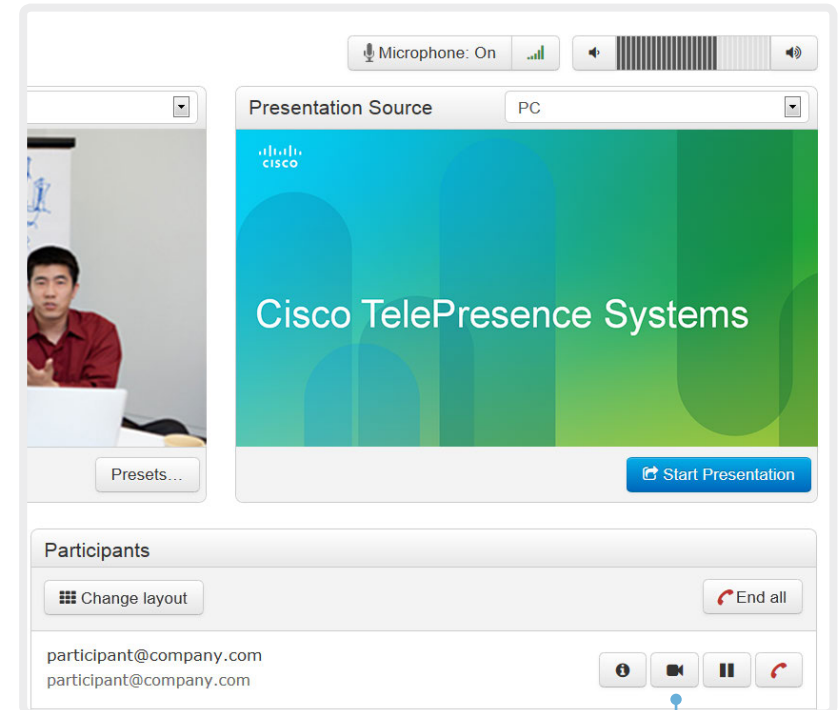 Microphone: On
Presentation Source
PC
CISCO
Cisco TelePresence Systems
Presets...
Start Presentation
Participants
Change layout
End all
participant@company.com
participant@company.com